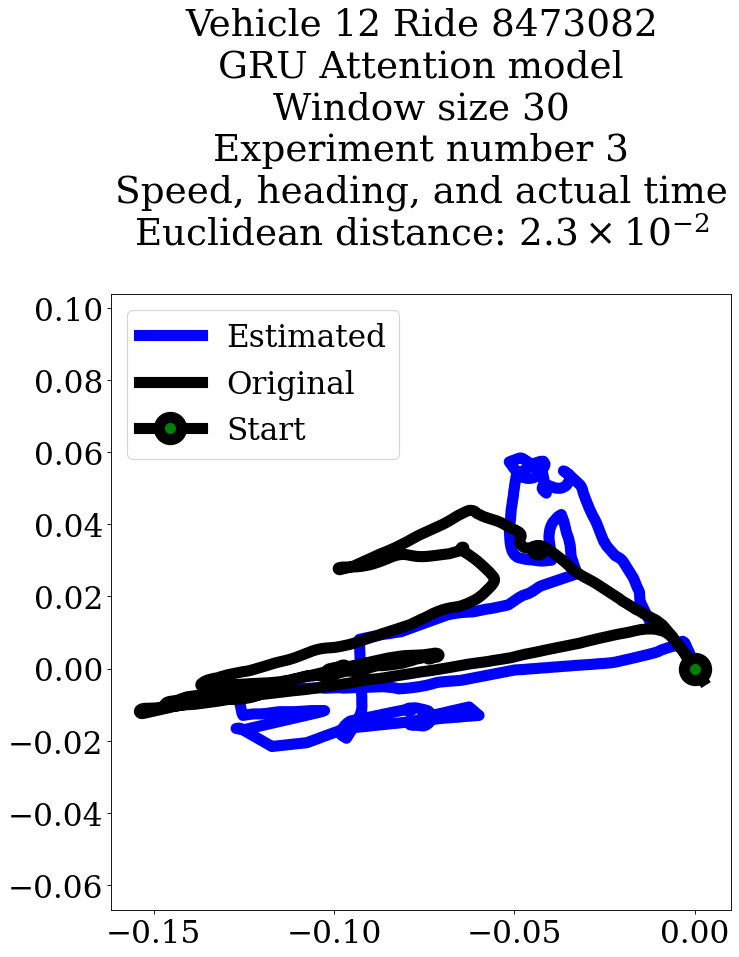 Vehicle 12 Ride 8473082
GRU Attention model
Window size 30
Experiment number 3
Speed, heading, and actual time
Euclidean distance: 2.3 × 10⁻²
Estimated
Original
Start
0.10
0.08
0.06
0.04
0.02
0.00
−0.02
−0.04
−0.06
−0.15
−0.10
−0.05
0.00